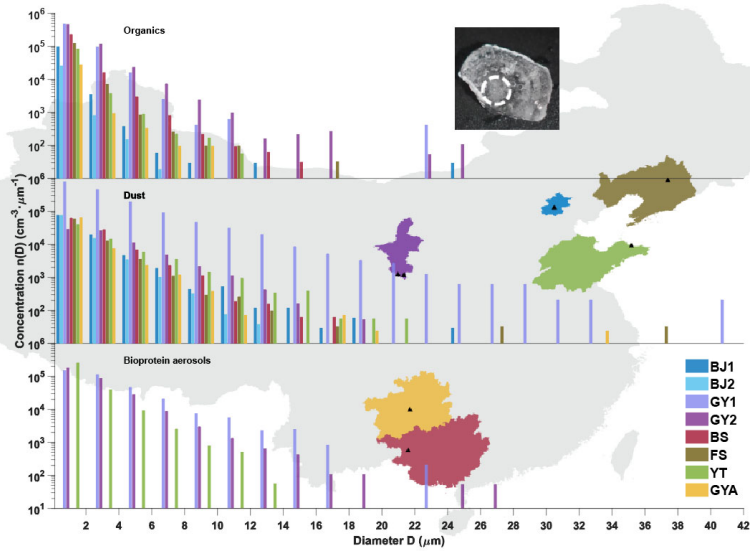 10⁶
Organics
10⁵
10⁴
10³
10²
10⁶
Dust
10⁵
10⁴
10³
10²
10⁶
Bioprotein aerosols
10⁵
10⁴
10³
10²
10¹
Concentration n(D) (cm⁻³·μm⁻¹)
BJ1
BJ2
GY1
GY2
BS
FS
YT
GYA
2 4 6 8 10 12 14 16 18 20 22 24 26 28 30 32 34 36 38 40 42
Diameter D (μm)